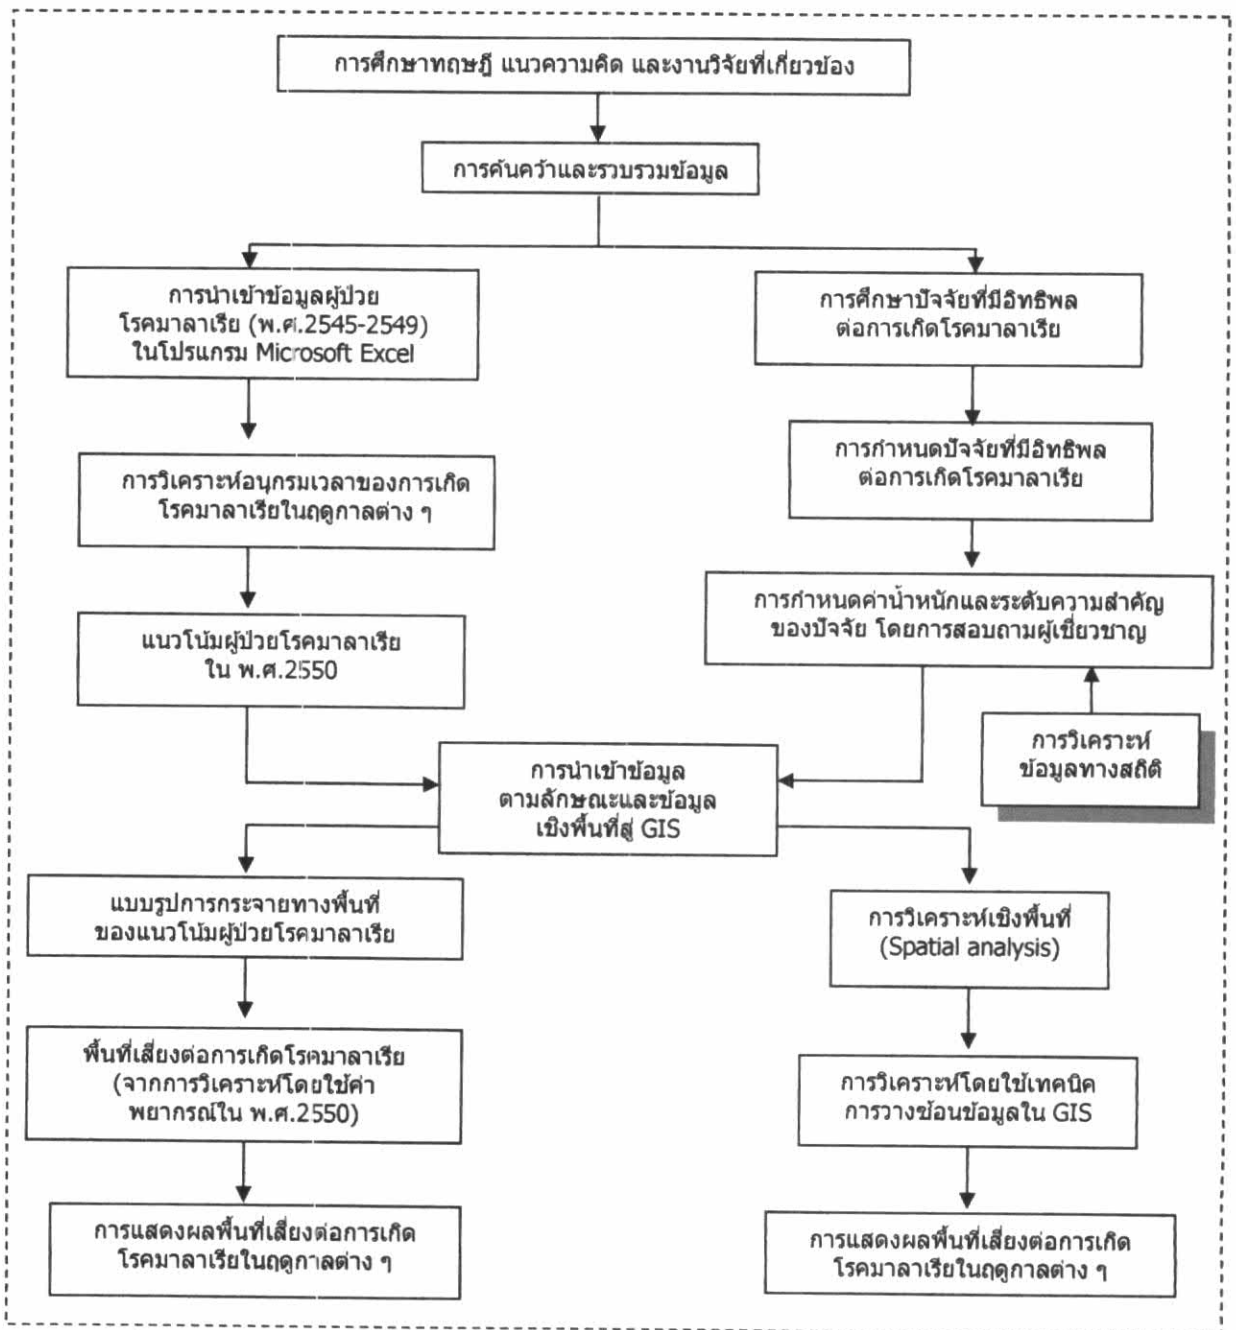 การศึกษาทฤษฎี แนวความคิด และงานวิจัยที่เกี่ยวข้อง
การค้นคว้าและรวบรวมข้อมูล
การนำเข้าข้อมูลผู้ป่วย
โรคมาลาเรีย (พ.ศ.2545-2549)
ในโปรแกรม Microsoft Excel
การวิเคราะห์อนุกรมเวลาของการเกิด
โรคมาลาเรียในฤดูกาลต่าง ๆ
แนวโน้มผู้ป่วยโรคมาลาเรีย
ใน พ.ศ.2550
การศึกษาปัจจัยที่มีอิทธิพล
ต่อการเกิดโรคมาลาเรีย
การกำหนดปัจจัยที่มีอิทธิพล
ต่อการเกิดโรคมาลาเรีย
การกำหนดค่าน้ำหนักและระดับความสำคัญ
ของปัจจัย โดยการสอบถามผู้เชี่ยวชาญ
การวิเคราะห์
ข้อมูลทางสถิติ
การนำเข้าข้อมูล
ตามลักษณะและข้อมูล
เชิงพื้นที่สู่ GIS
แบบรูปการกระจายทางพื้นที่
ของแนวโน้มผู้ป่วยโรคมาลาเรีย
พื้นที่เสี่ยงต่อการเกิดโรคมาลาเรีย
(จากการวิเคราะห์โดยใช้ค่า
พยากรณ์ใน พ.ศ.2550)
การแสดงผลพื้นที่เสี่ยงต่อการเกิด
โรคมาลาเรียในฤดูกาลต่าง ๆ
การวิเคราะห์เชิงพื้นที่
(Spatial analysis)
การวิเคราะห์โดยใช้เทคนิค
การวางซ้อนข้อมูลใน GIS
การแสดงผลพื้นที่เสี่ยงต่อการเกิด
โรคมาลาเรียในฤดูกาลต่าง ๆ